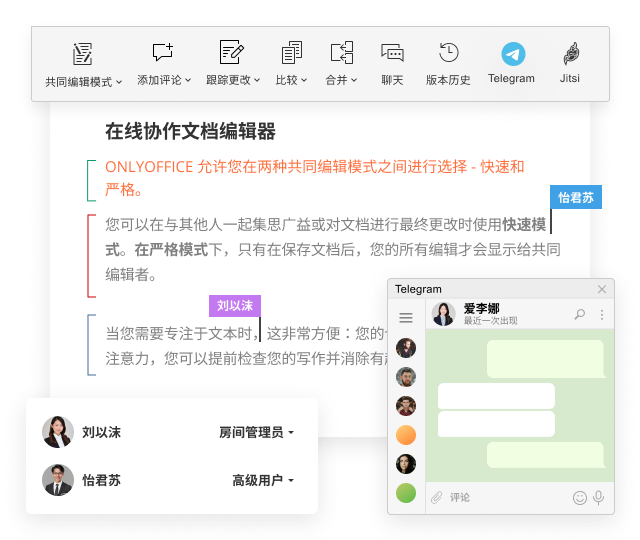 共同编辑模式
添加评论
跟踪更改
比较
合并
聊天
版本历史
Telegram
Jitsi
在线协作文档编辑器
ONLYOFFICE 允许您在两种共同编辑模式之间进行选择 - 快速和
严格。
怡君苏
您可以在与其他人一起集思广益或对文档进行最终更改时使用快速模
式。在严格模式下，只有在保存文档后，您的所有编辑才会显示给共同
编辑者。
刘以沫
当您需要专注于文本时，这非常方便：您的
注意力，您可以提前检查您的写作并消除有
Telegram
爱李娜
最近一次出现
评论
刘以沫
房间管理员
怡君苏
高级用户